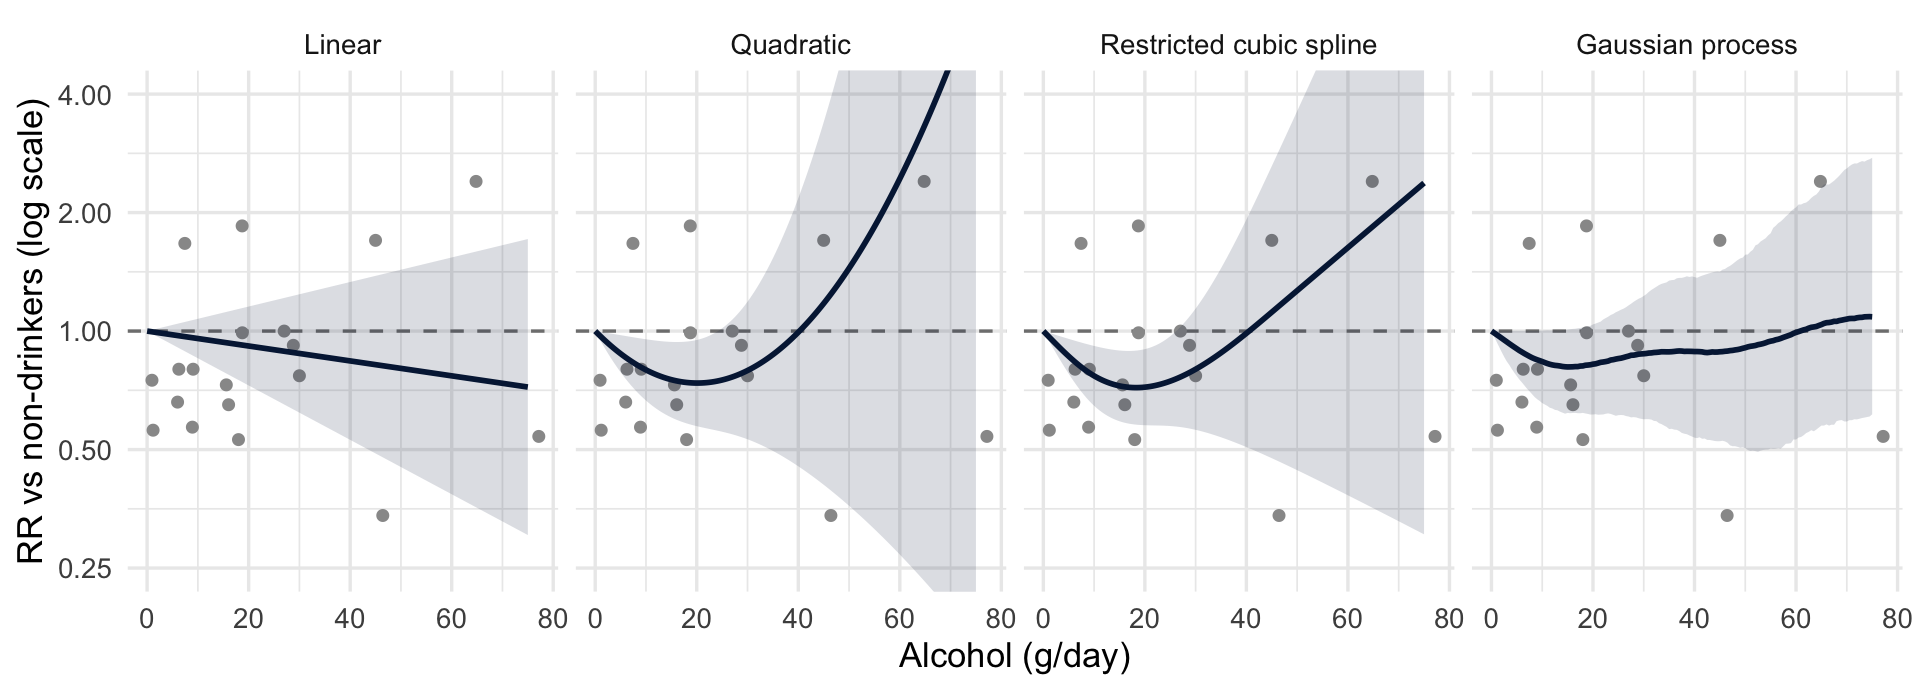 Linear
Quadratic
Restricted cubic spline
Gaussian process
RR vs non-drinkers (log scale)
4.00
2.00
1.00
0.50
0.25
0 20 40 60 80
0 20 40 60 80
0 20 40 60 80
0 20 40 60 80
Alcohol (g/day)